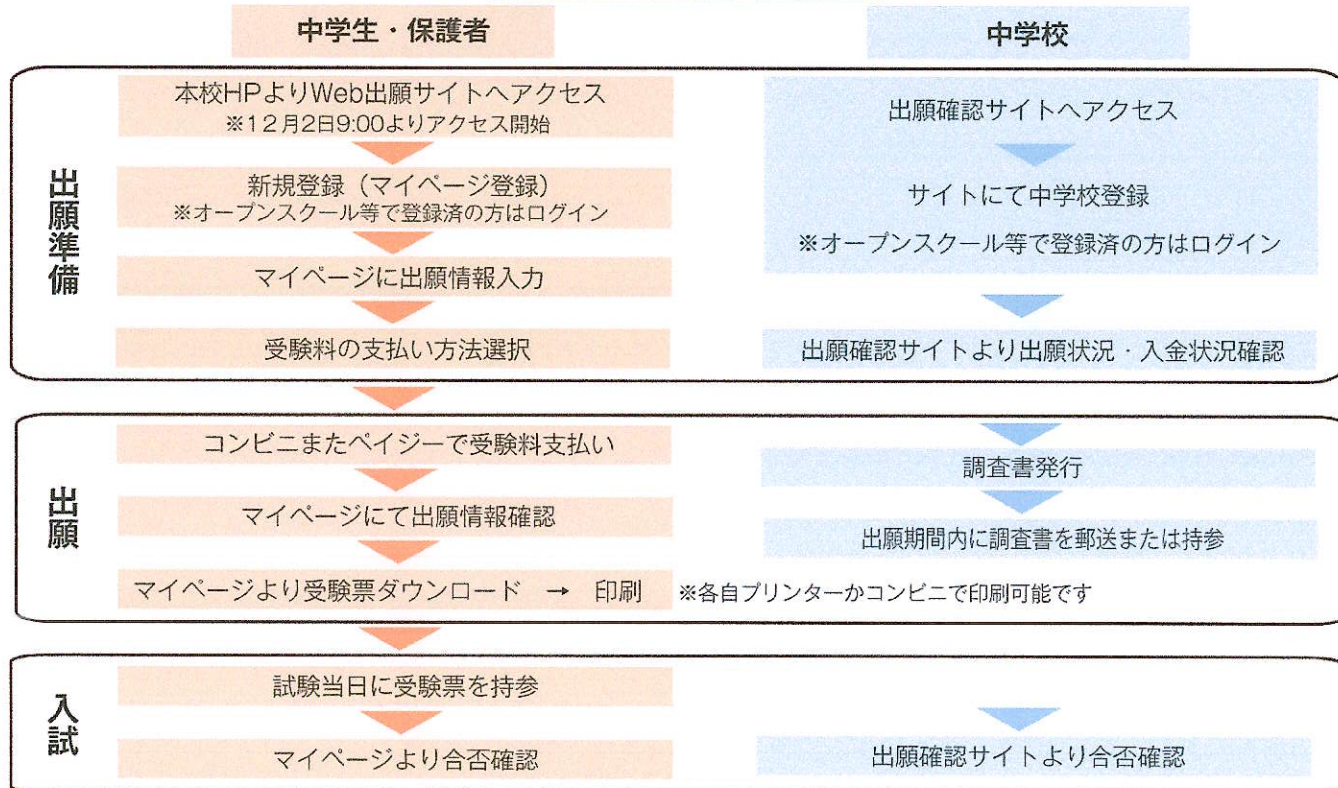 中学生・保護者
中学校
出願準備
本校HPよりWeb出願サイトへアクセス
※12月2日9:00よりアクセス開始
新規登録（マイページ登録）
※オープンスクール等で登録済の方はログイン
マイページに出願情報入力
受験料の支払い方法選択
出願確認サイトへアクセス
サイトにて中学校登録
※オープンスクール等で登録済の方はログイン
出願確認サイトより出願状況・入金状況確認
出願
コンビニまたペイジーで受験料支払い
マイページにて出願情報確認
マイページより受験票ダウンロード　→　印刷　※各自プリンターかコンビニで印刷可能です
調査書発行
出願期間内に調査書を郵送または持参
入試
試験当日に受験票を持参
マイページより合否確認
出願確認サイトより合否確認